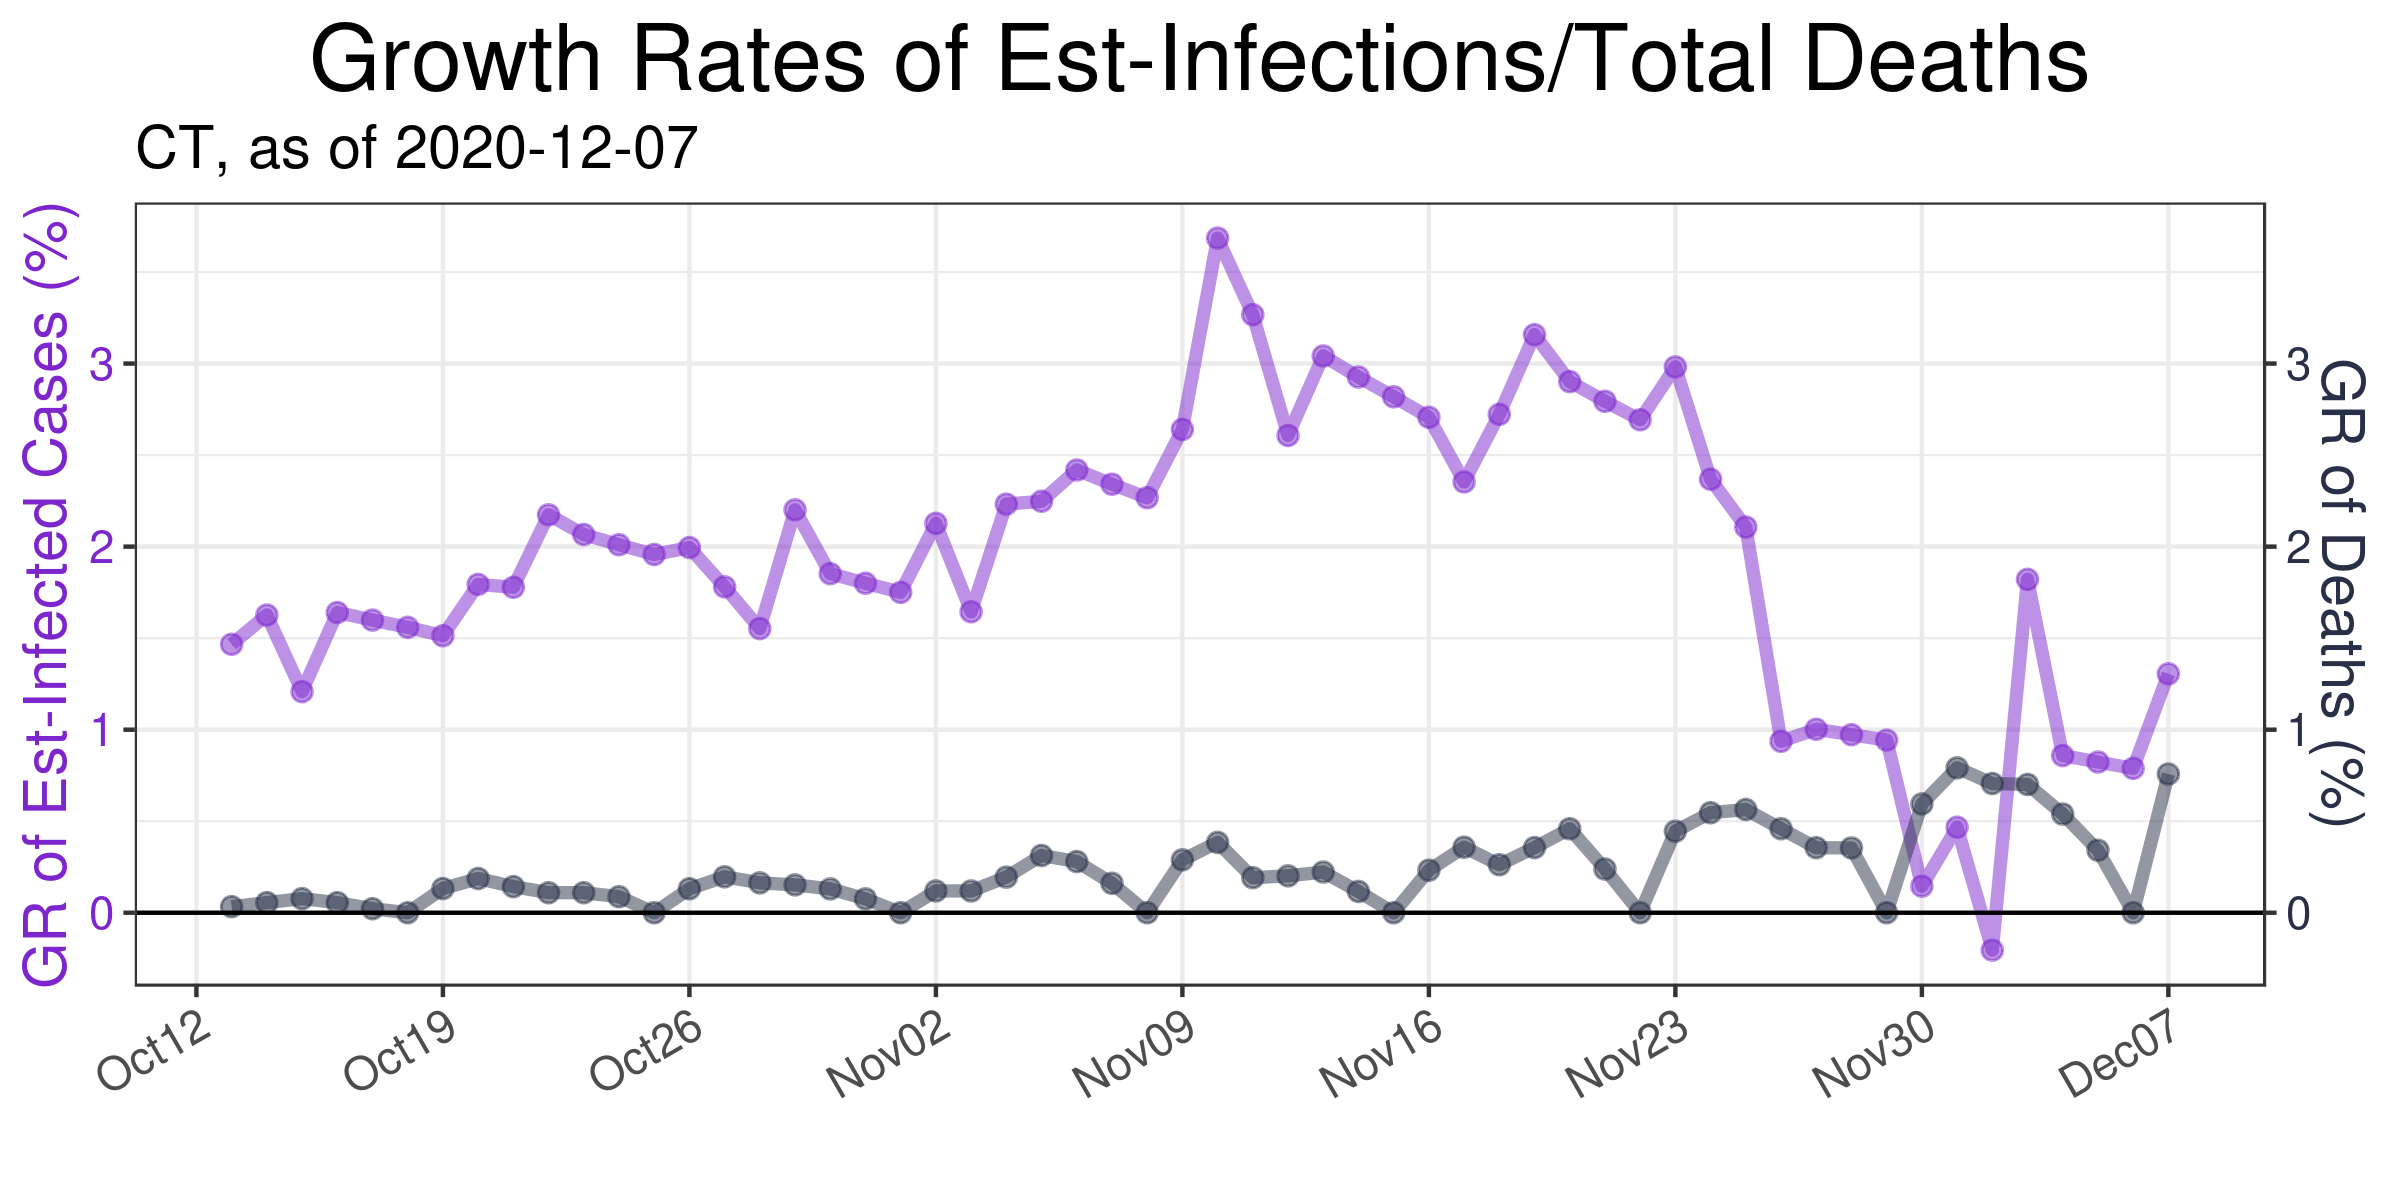 Growth Rates of Est-Infections/Total Deaths
CT, as of 2020-12-07
GR of Est-Infected Cases (%)
3
2
1
0
3
2
1
0
GR of Deaths (%)
Oct12
Oct19
Oct26
Nov02
Nov09
Nov16
Nov23
Nov30
Dec07